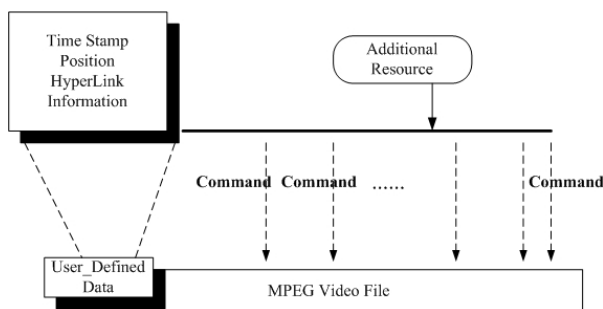 Time Stamp
Position
HyperLink
Information
Additional
Resource
Command Command ...... Command
User_Defined
Data
MPEG Video File